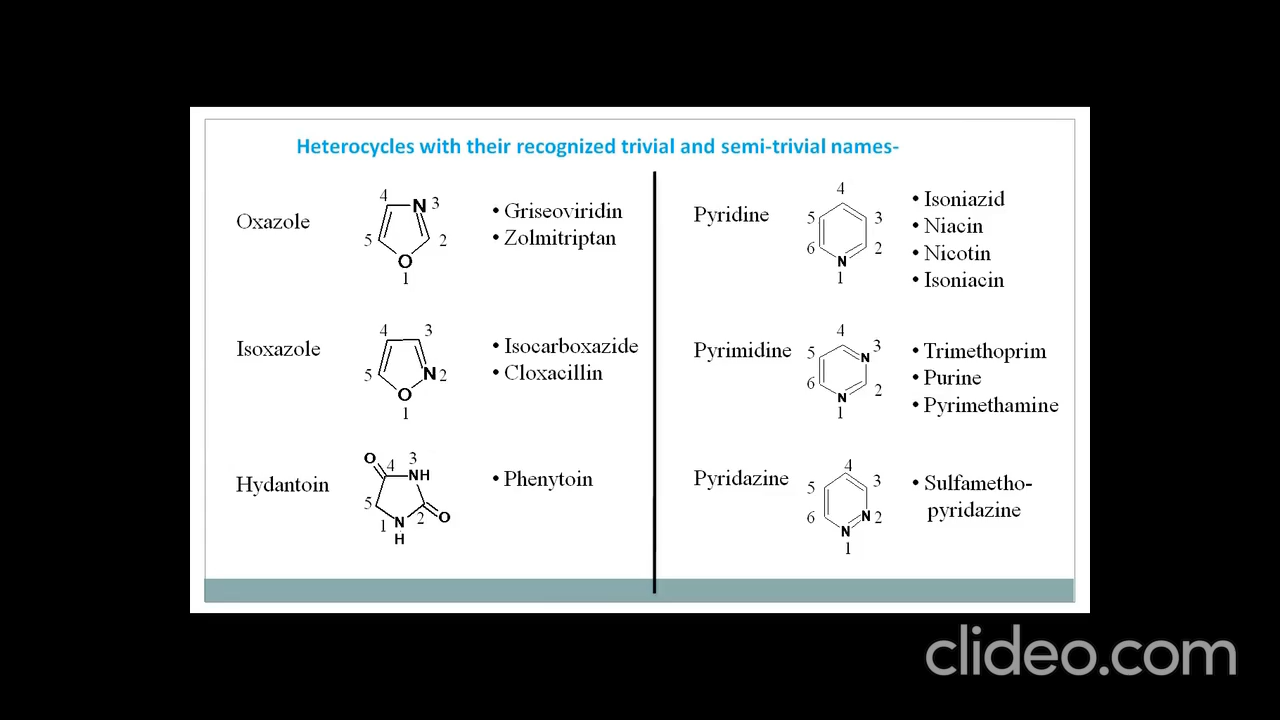 Heterocycles with their recognized trivial and semi-trivial names-
Oxazole
4
N 3
5
2
O
1
• Griseoviridin
• Zolmitriptan
Isoxazole
4
3
5
N 2
O
1
• Isocarboxazide
• Cloxacillin
Hydantoin
O
4
3
NH
5
1
N
H
2
O
• Phenytoin
Pyridine
4
5
3
6
2
N
1
• Isoniazid
• Niacin
• Nicotin
• Isoniacin
Pyrimidine
4
5
3
N
6
2
N
1
• Trimethoprim
• Purine
• Pyrimethamine
Pyridazine
4
5
3
6
N 2
N
1
• Sulfametho-
pyridazine
clideo.com